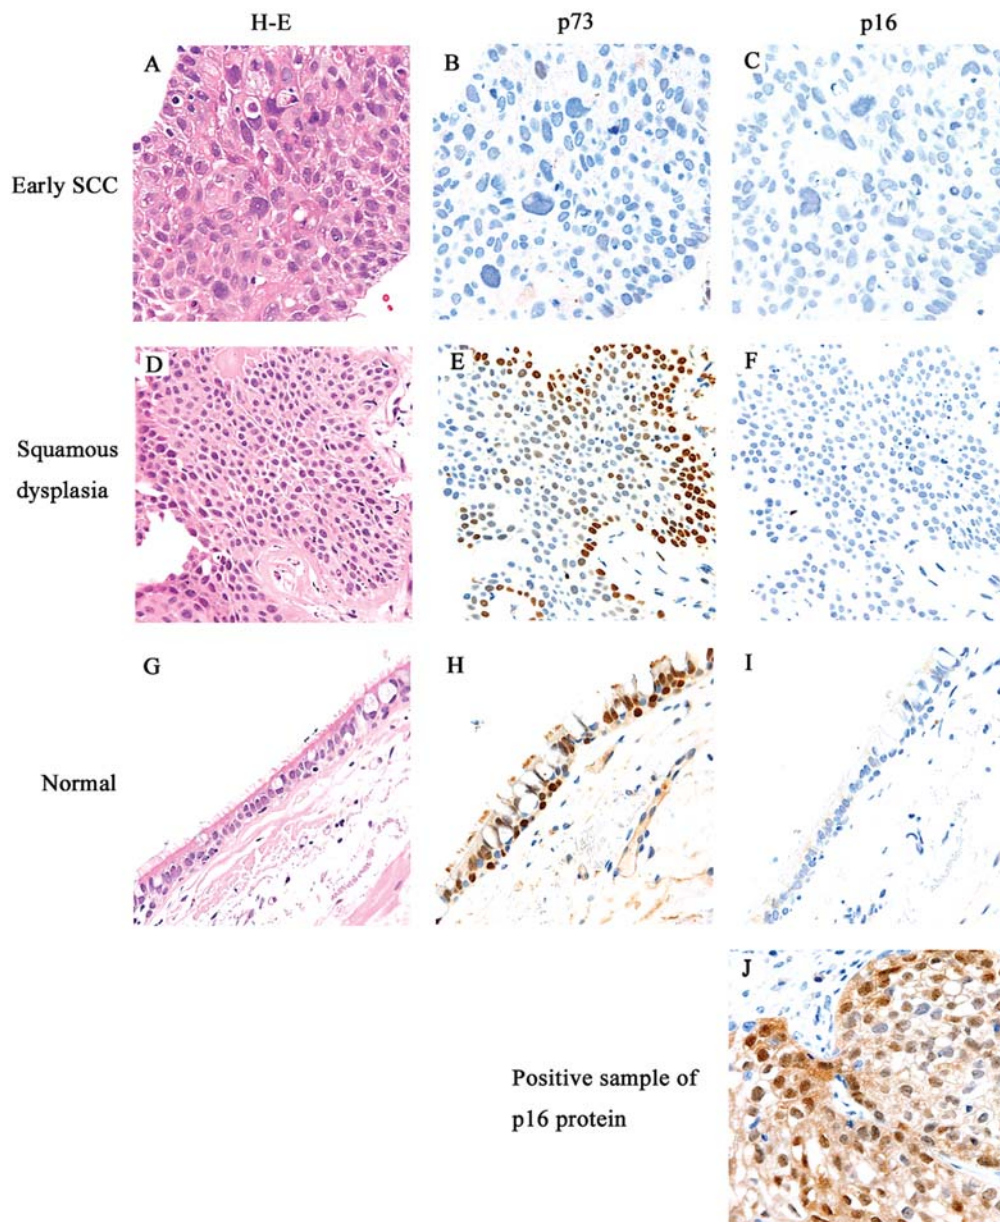 H-E p73 p16
A B C
Early SCC
D E F
Squamous
dysplasia
G H I
Normal
J
Positive sample of
p16 protein